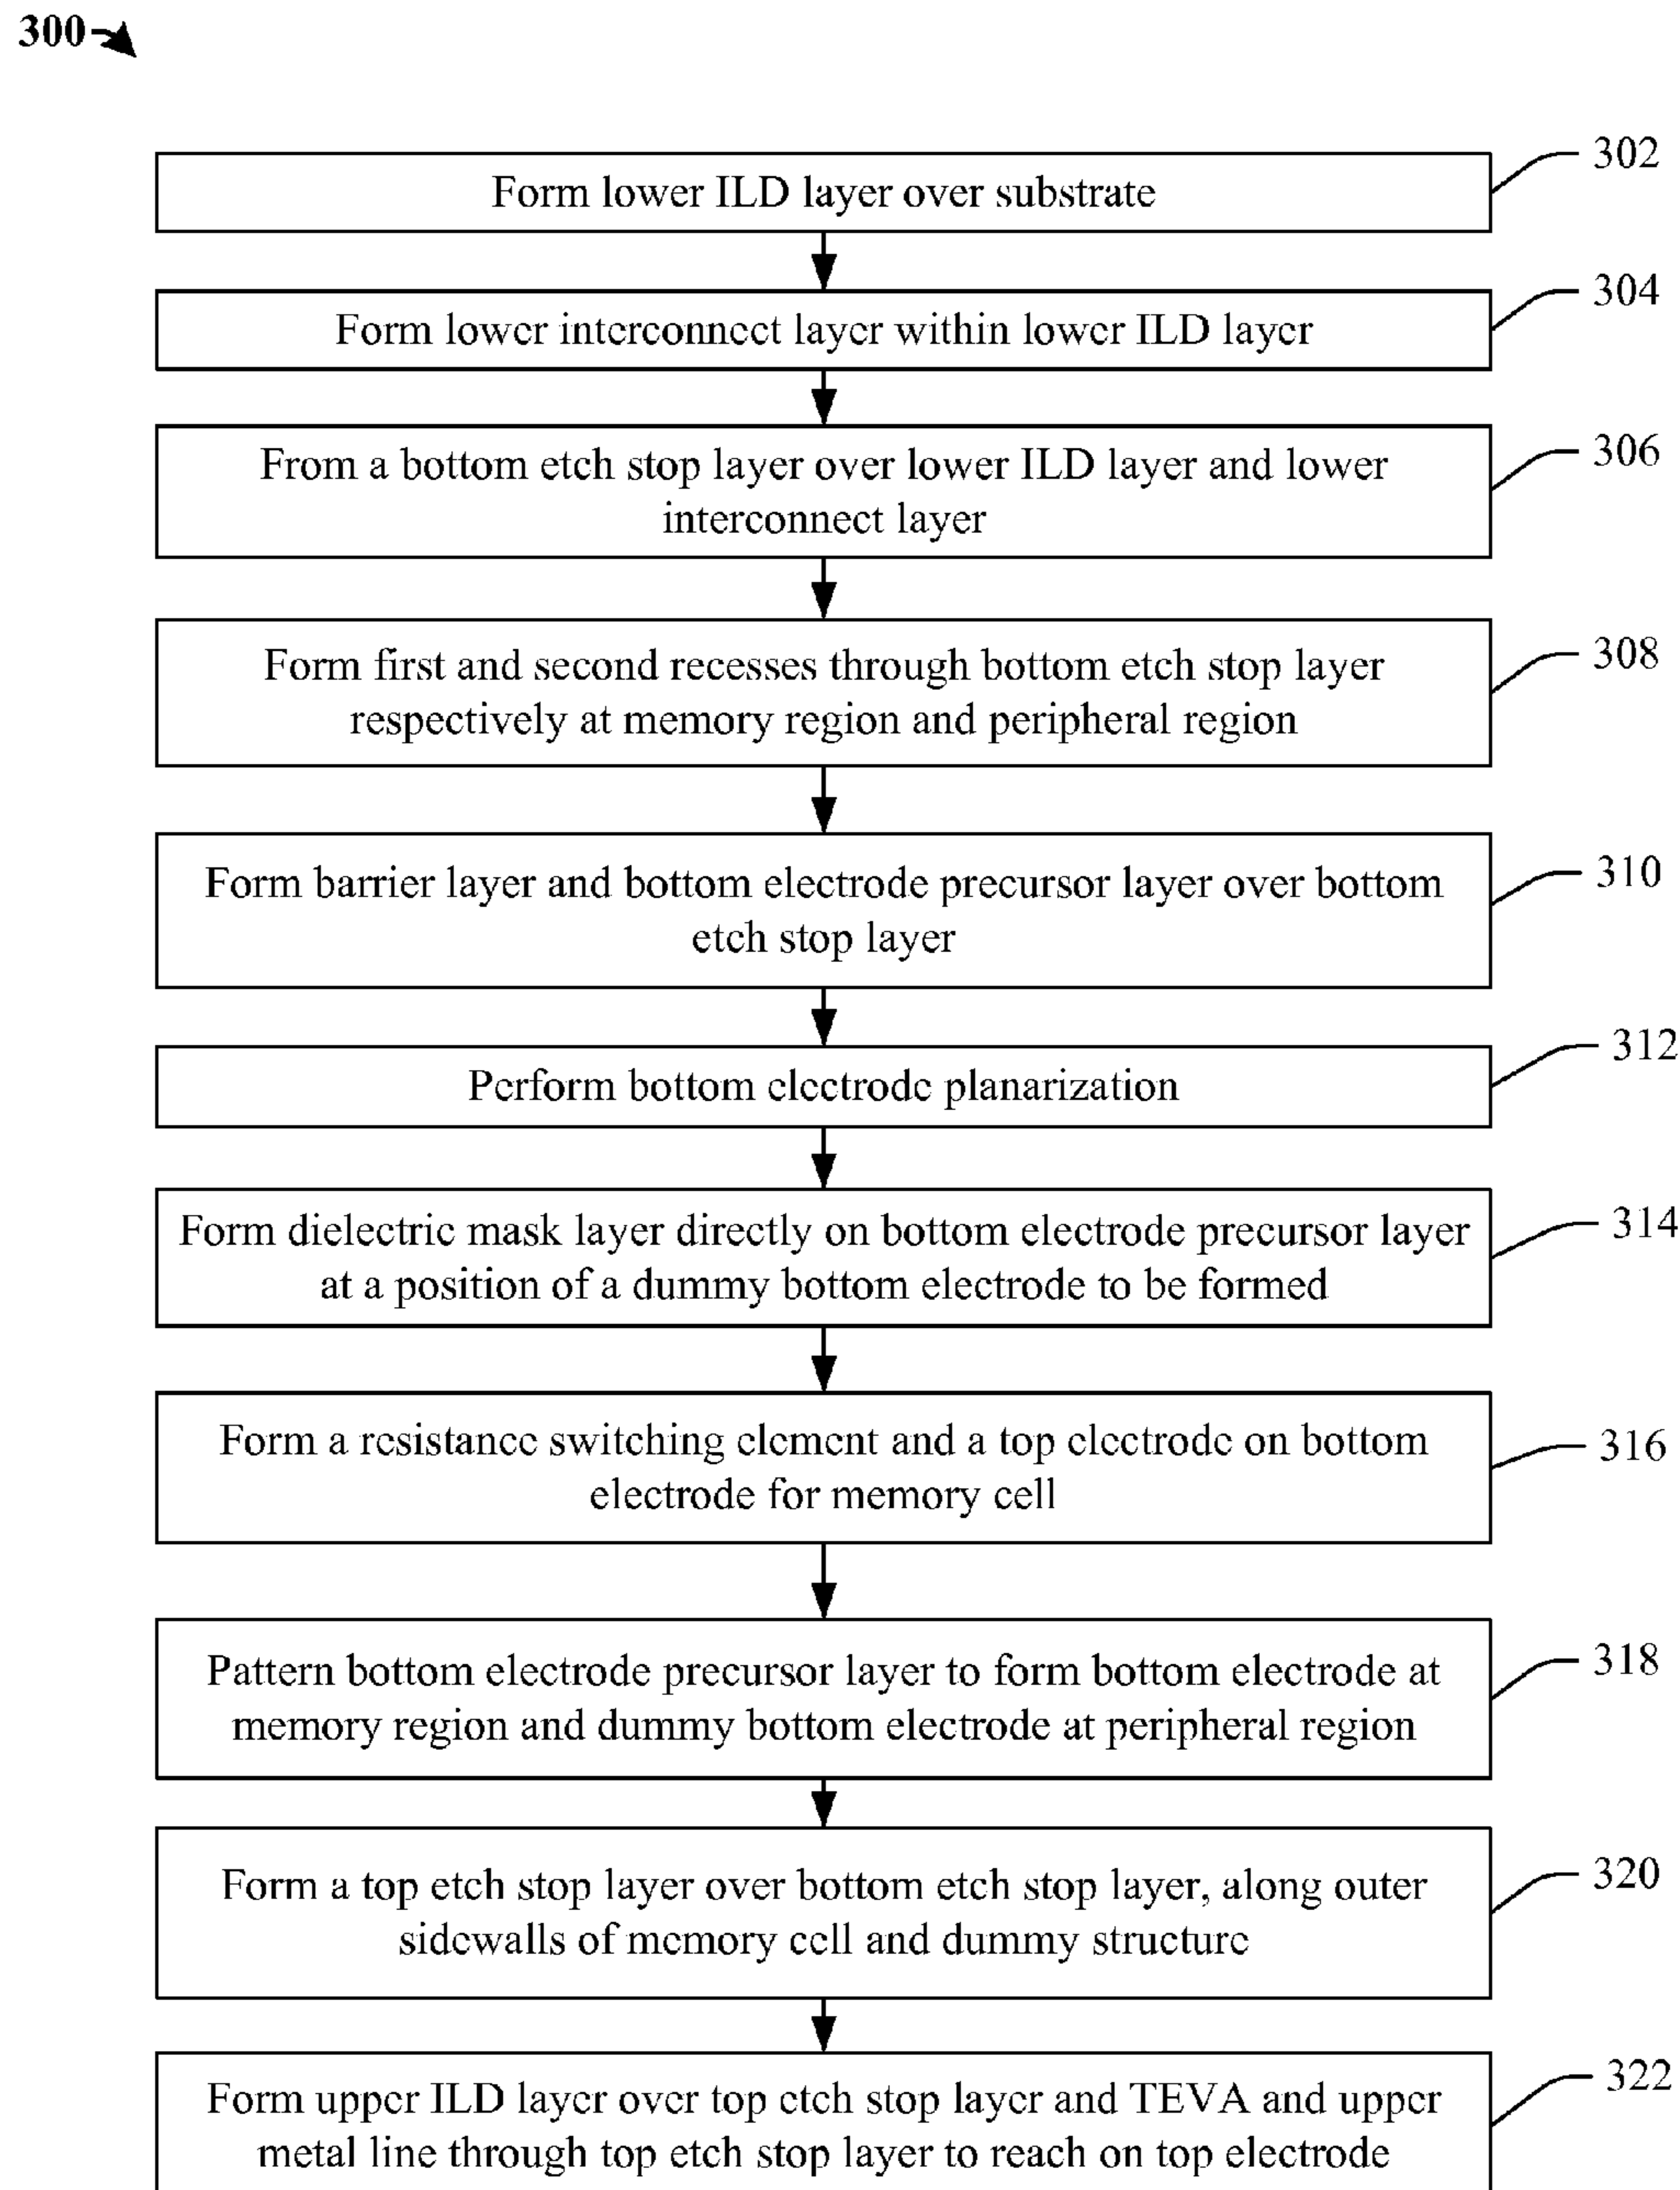 300
302
Form lower ILD layer over substrate
304
Form lower interconnect layer within lower ILD layer
306
From a bottom etch stop layer over lower ILD layer and lower
interconnect layer
308
Form first and second recesses through bottom etch stop layer
respectively at memory region and peripheral region
310
Form barrier layer and bottom electrode precursor layer over bottom
etch stop layer
312
Perform bottom electrode planarization
314
Form dielectric mask layer directly on bottom electrode precursor layer
at a position of a dummy bottom electrode to be formed
316
Form a resistance switching element and a top electrode on bottom
electrode for memory cell
318
Pattern bottom electrode precursor layer to form bottom electrode at
memory region and dummy bottom electrode at peripheral region
320
Form a top etch stop layer over bottom etch stop layer, along outer
sidewalls of memory cell and dummy structure
322
Form upper ILD layer over top etch stop layer and TEVA and upper
metal line through top etch stop layer to reach on top electrode